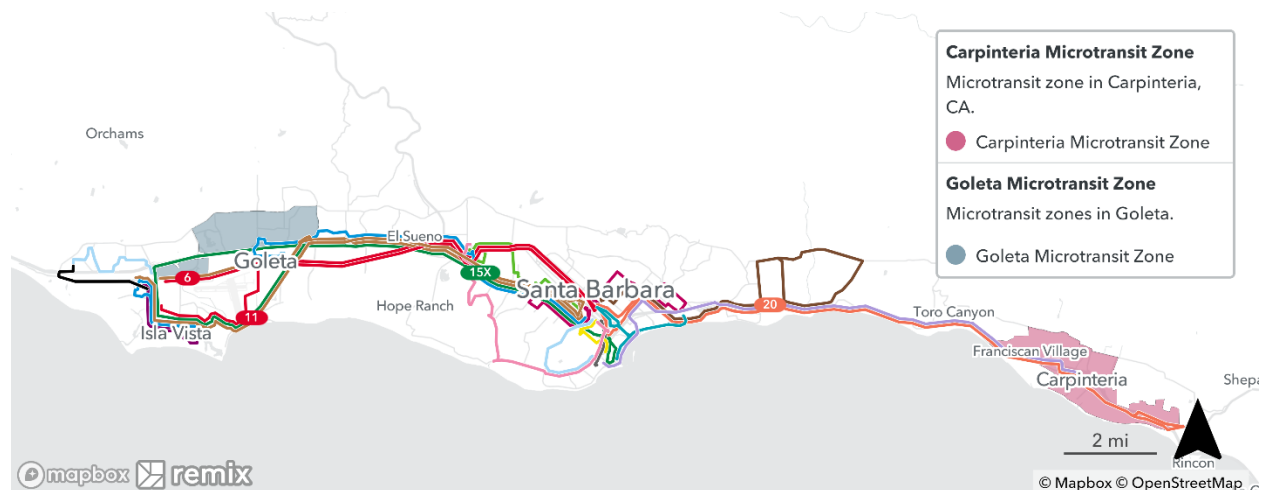 Carpinteria Microtransit Zone
Microtransit zone in Carpinteria,
CA.
Carpinteria Microtransit Zone
Goleta Microtransit Zone
Microtransit zones in Goleta.
Goleta Microtransit Zone
Orchams
El Sueno
Goleta
6
15X
Santa Barbara
11
Hope Ranch
20
Toro Canyon
Isla Vista
Franciscan Village
Carpinteria
Shepa
2 mi
Rincon
mapbox remix
© Mapbox © OpenStreetMap